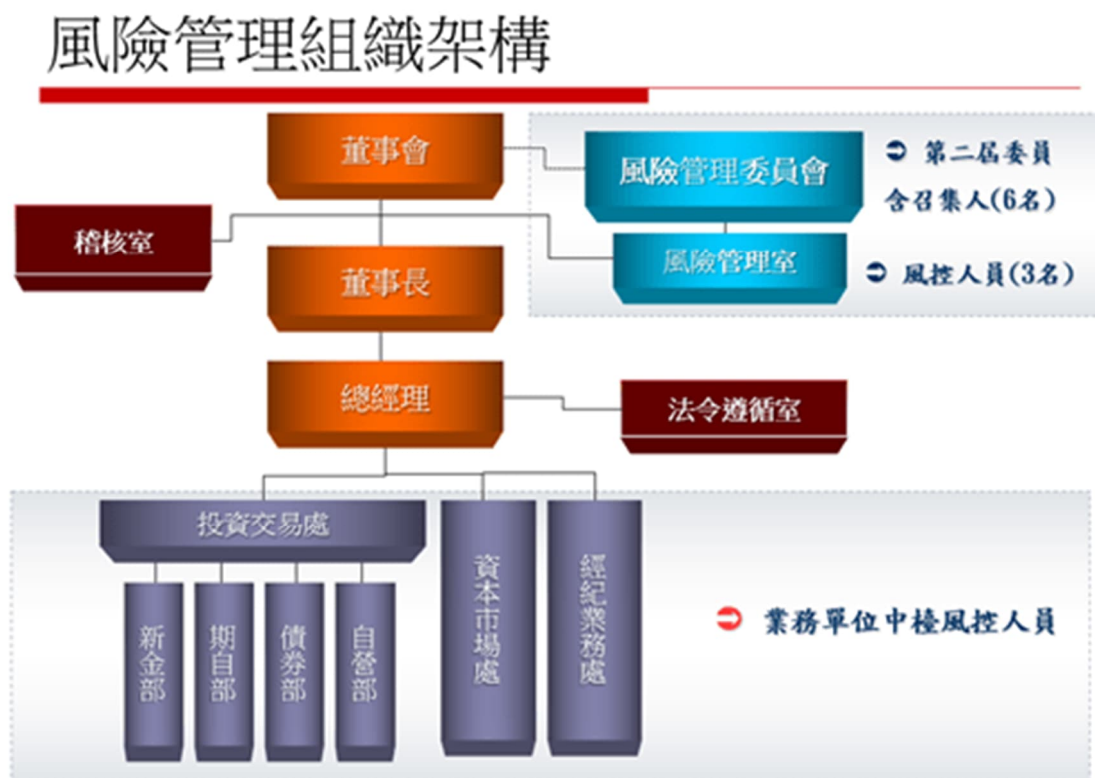 風險管理組織架構
董事會
風險管理委員會
➲ 第二屆委員
含召集人(6名)
稽核室
風險管理室
➲ 風控人員(3名)
董事長
總經理
法令遵循室
投資交易處
新金部
期自部
債券部
自營部
資本市場處
經紀業務處
➲ 業務單位中檯風控人員